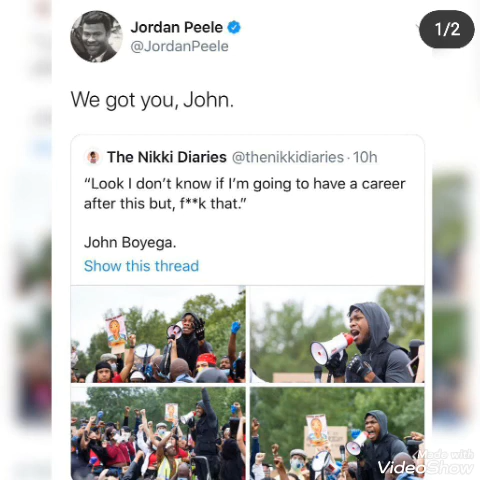 Jordan Peele
@JordanPeele
1/2
We got you, John.
The Nikki Diaries @thenikkidiaries · 10h
“Look I don’t know if I’m going to have a career
after this but, f**k that.”
John Boyega.
Show this thread
Made with
VideoShow